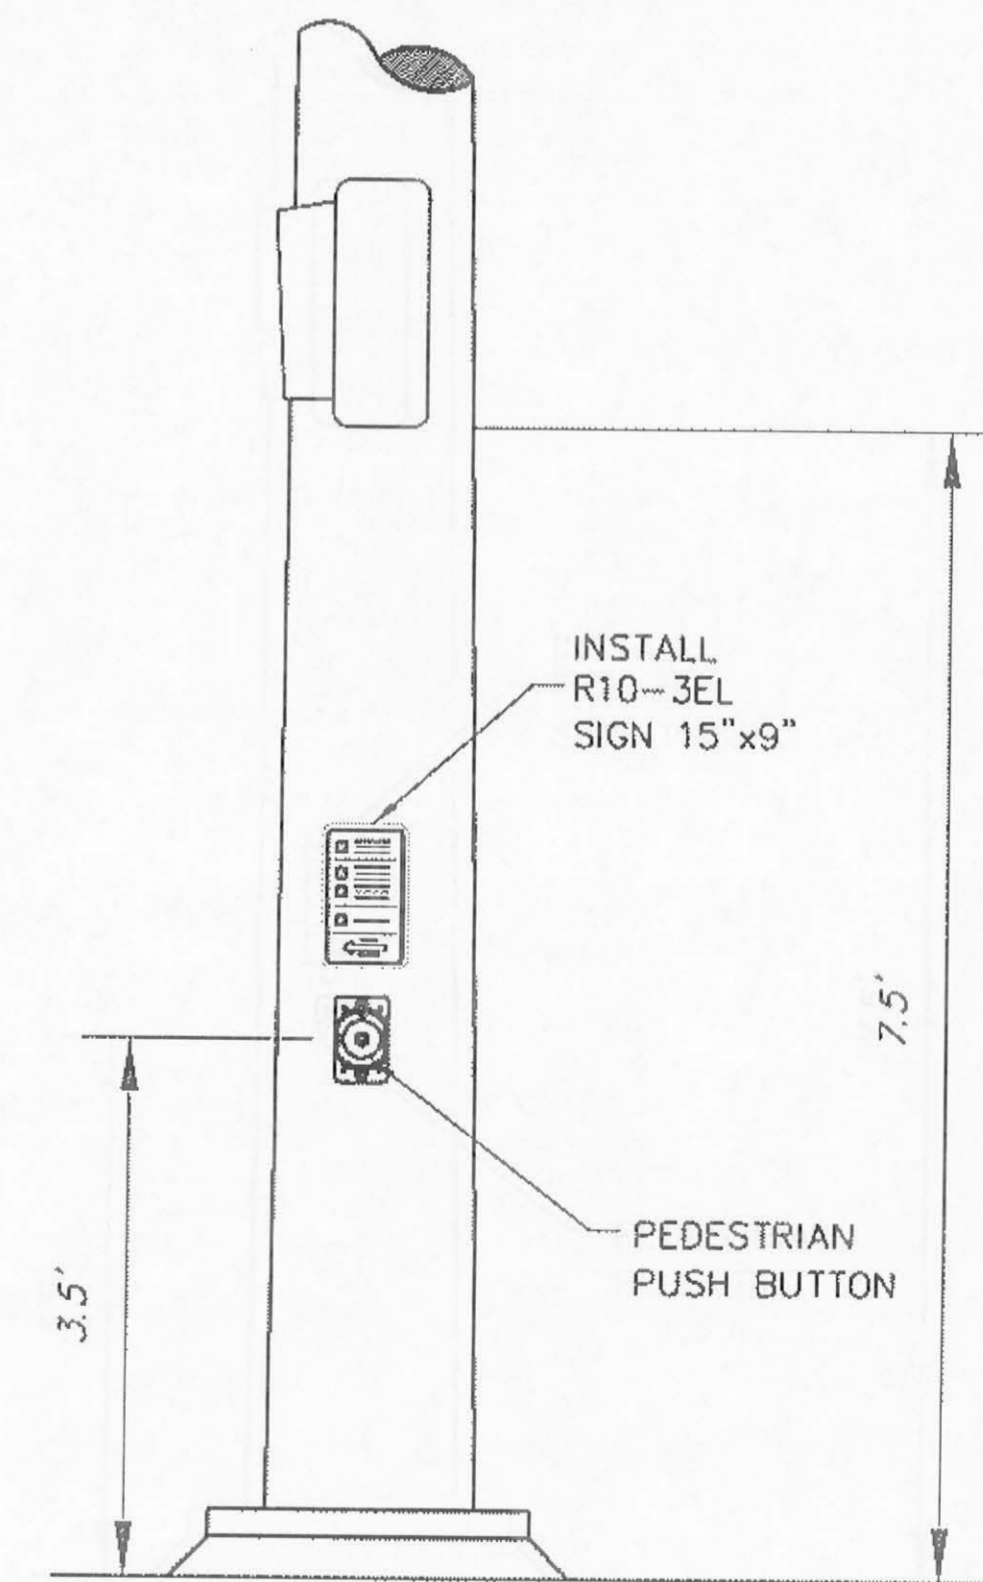 INSTALL
R10-3EL
SIGN 15"x9"
7.5'
3.5'
PEDESTRIAN
PUSH BUTTON